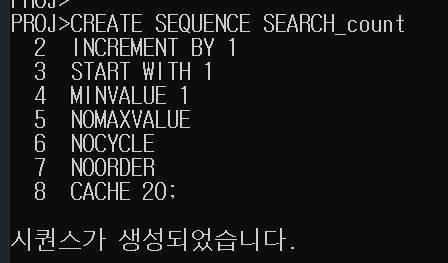 PROJ>
PROJ>CREATE SEQUENCE SEARCH_count
2 INCREMENT BY 1
3 START WITH 1
4 MINVALUE 1
5 NOMAXVALUE
6 NOCYCLE
7 NOORDER
8 CACHE 20;
시퀀스가 생성되었습니다.